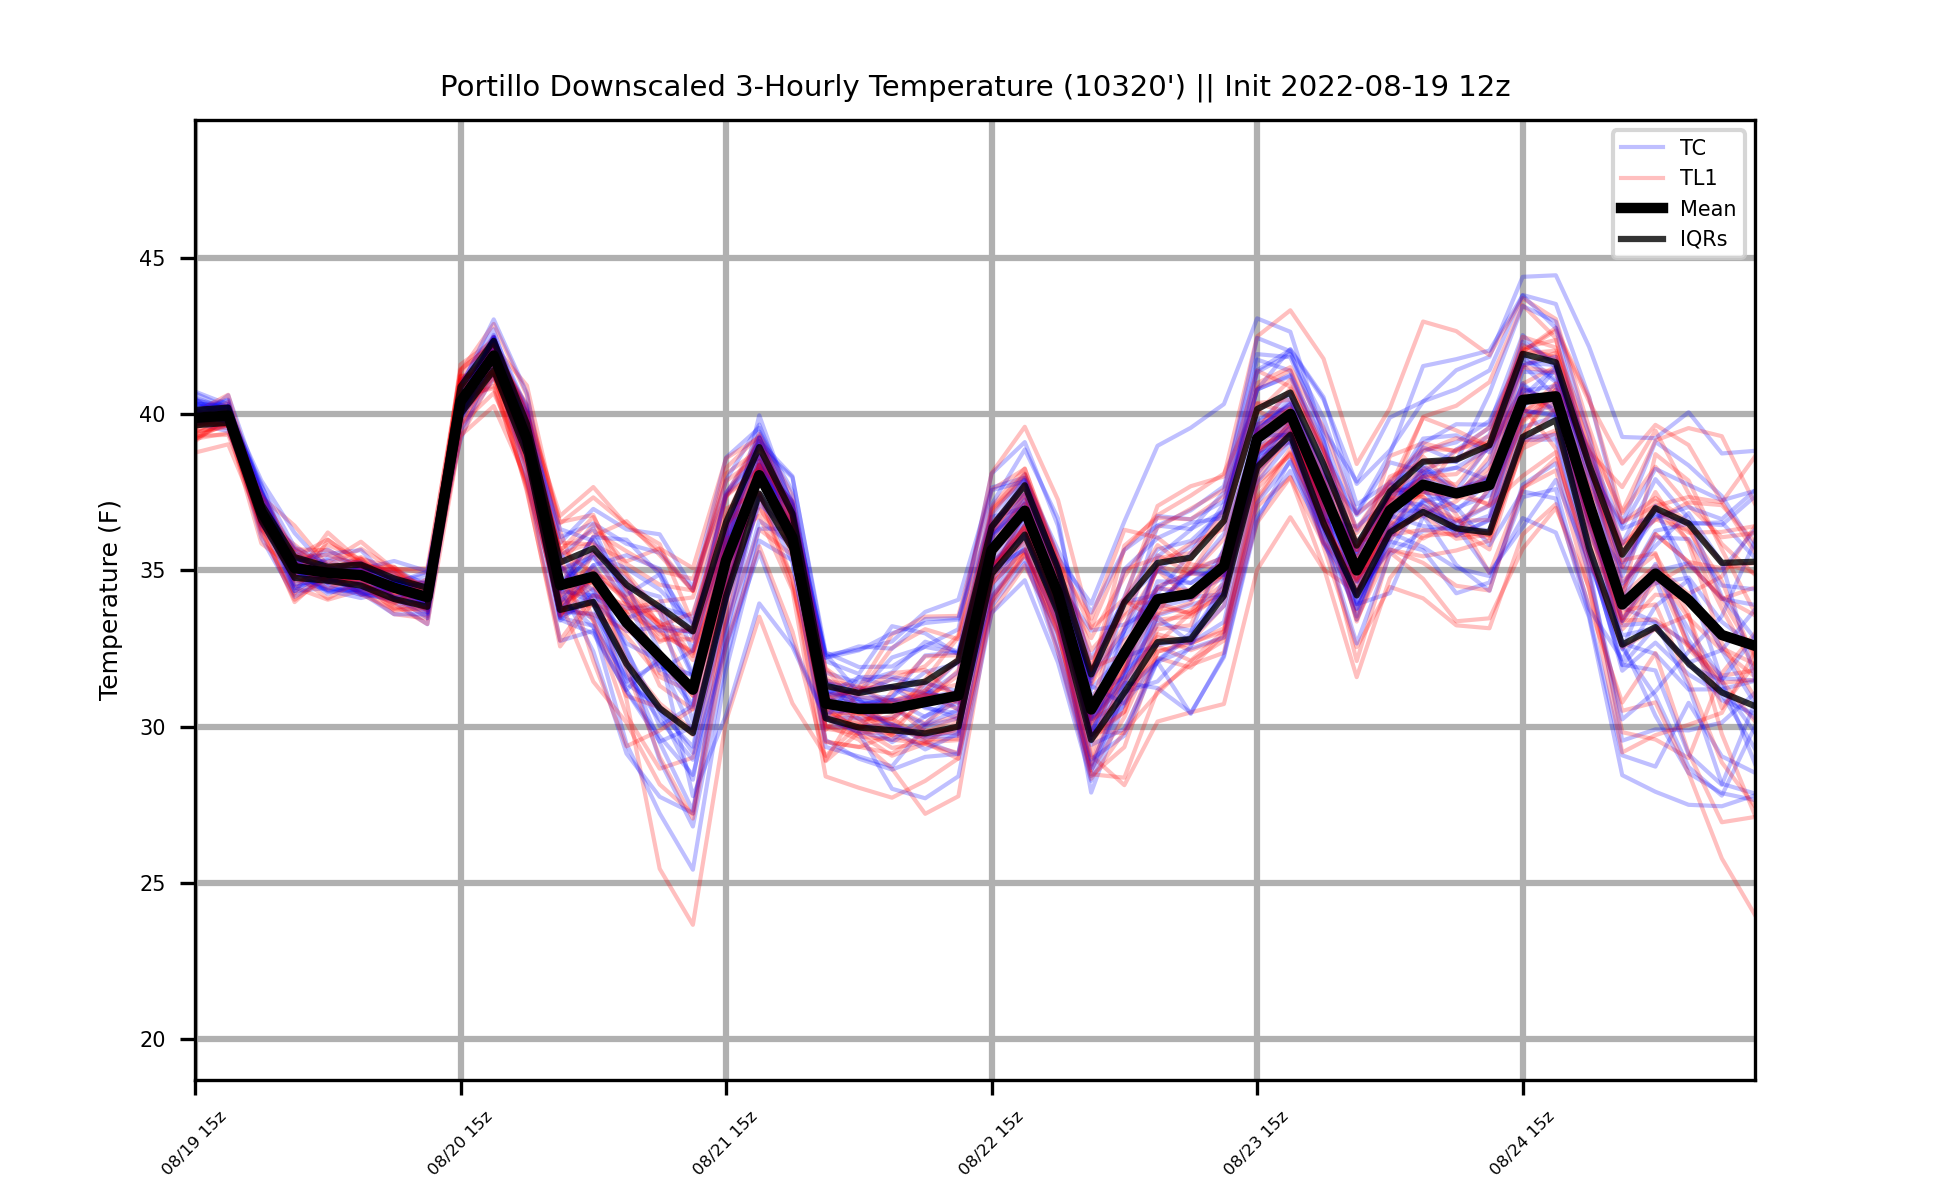 Portillo Downscaled 3-Hourly Temperature (10320') || Init 2022-08-19 12z
TC
TL1
Mean
IQRs
Temperature (F)
45
40
35
30
25
20
08/19 15z
08/20 15z
08/21 15z
08/22 15z
08/23 15z
08/24 15z